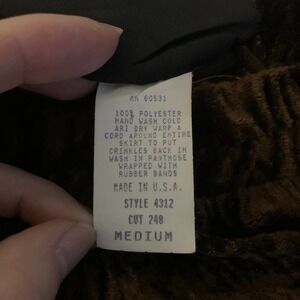 RN 60531
100% POLYESTER
HAND WASH COLD
ARI DRY WARP A
CORD AROUND ENTIRE
SKIRT TO PUT
CRINKLES BACK IN
WASH IN PANTHOSE
WRAPPED WITH
RUBBER BANDS
MADE IN U.S.A.
STYLE 4312
CUT 248
MEDIUM